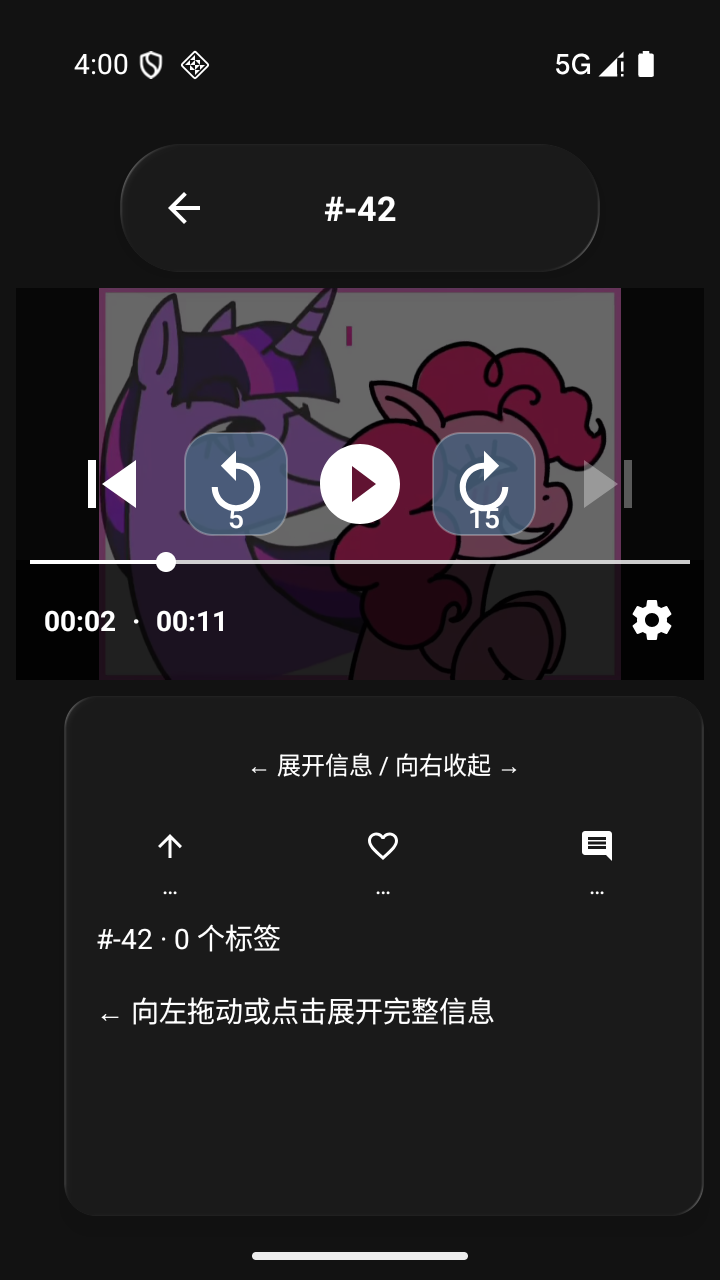 4:00
5G
#-42
5
15
00:02 · 00:11
← 展开信息 / 向右收起 →
... ... ...
#-42 · 0 个标签
← 向左拖动或点击展开完整信息